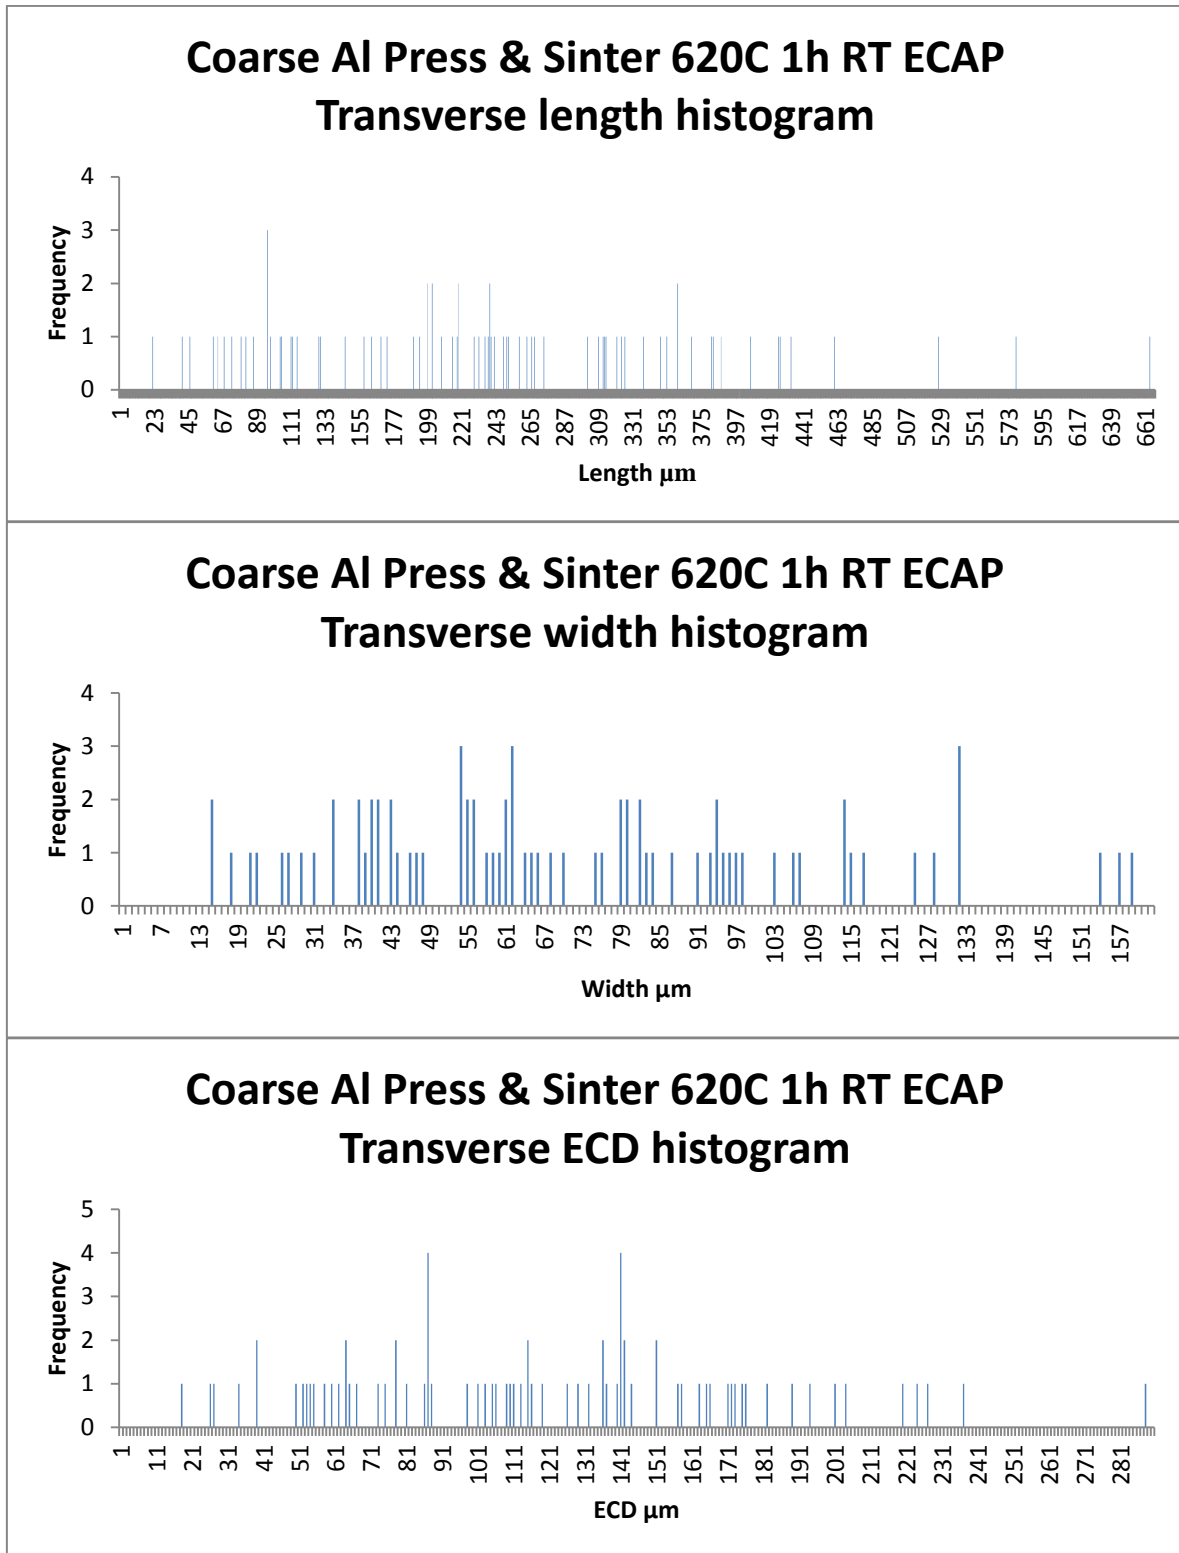 Coarse Al Press & Sinter 620C 1h RT ECAP
Transverse length histogram
4
3
2
1
0
Frequency
1 23 45 67 89 111 133 155 177 199 221 243 265 287 309 331 353 375 397 419 441 463 485 507 529 551 573 595 617 639 661
Length µm
Coarse Al Press & Sinter 620C 1h RT ECAP
Transverse width histogram
4
3
2
1
0
Frequency
1 7 13 19 25 31 37 43 49 55 61 67 73 79 85 91 97 103 109 115 121 127 133 139 145 151 157
Width µm
Coarse Al Press & Sinter 620C 1h RT ECAP
Transverse ECD histogram
5
4
3
2
1
0
Frequency
1 11 21 31 41 51 61 71 81 91 101 111 121 131 141 151 161 171 181 191 201 211 221 231 241 251 261 271 281
ECD µm